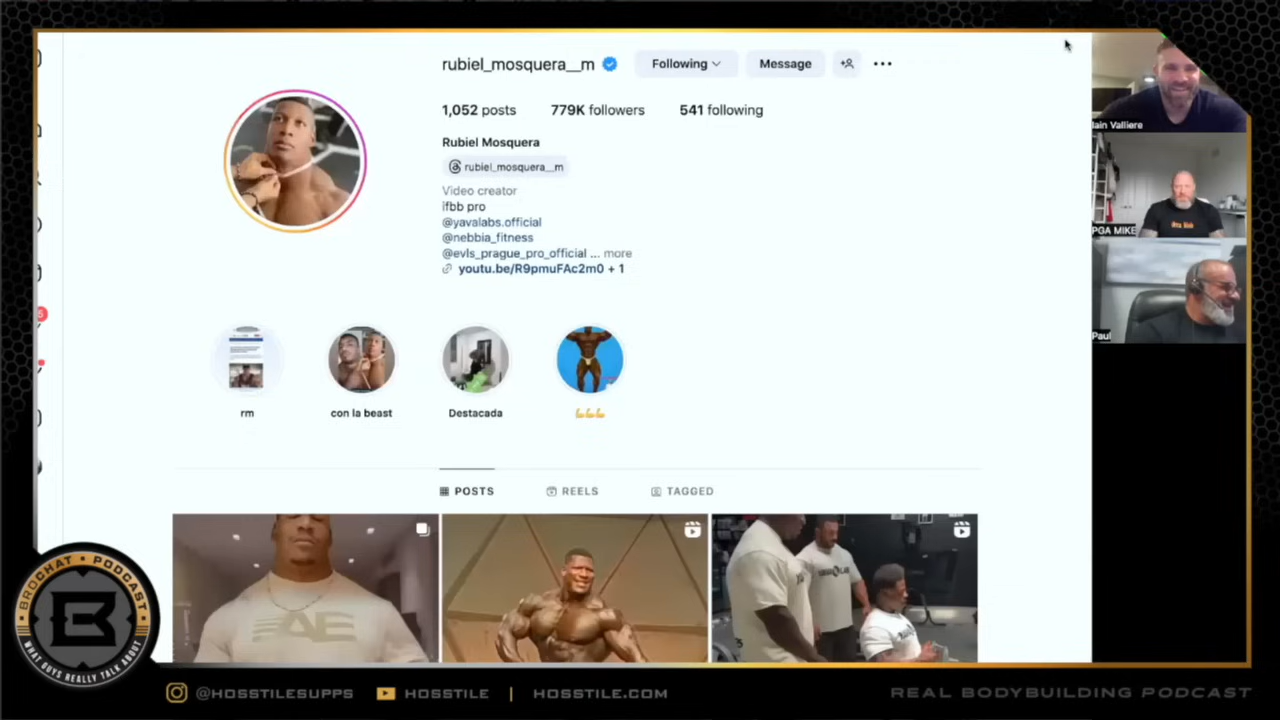 rubiel_mosquera__m Following Message
1,052 posts 779K followers 541 following
Rubiel Mosquera
rubiel_mosquera__m
Video creator
ifbb pro
@yavalabs.official
@nebbia_fitness
@evls_prague_pro_official ... more
youtu.be/R9pmuFAc2m0 + 1
rm con la beast Destacada
POSTS REELS TAGGED
AE
Iain Valliere
PGA MIKE
Paul
BROCHAT • PODCAST
B
WHAT GUYS REALLY TALK ABOUT
@HOSSTILESUPPS HOSSTILE | HOSSTILE.COM
REAL BODYBUILDING PODCAST